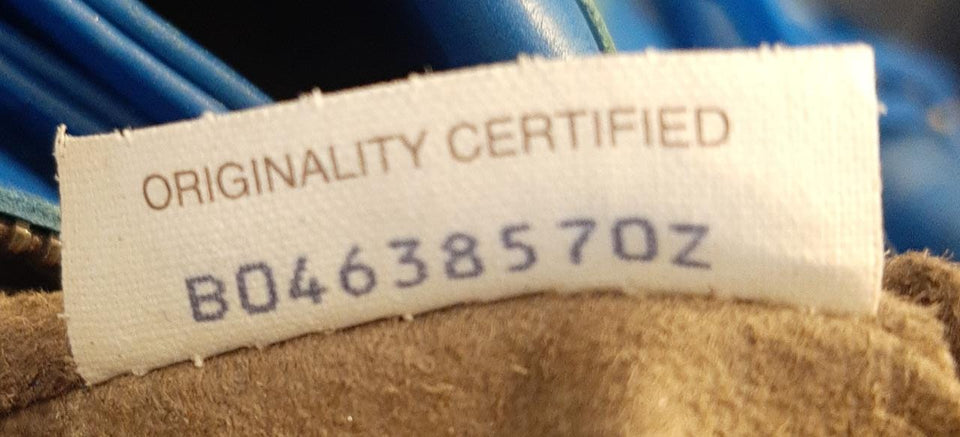 ORIGINALITY CERTIFIED
B04638570Z